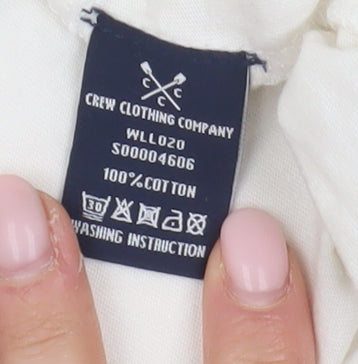 C C
C
CREW CLOTHING COMPANY
WLL020
S00004606
100%COTTON
30
WASHING INSTRUCTION